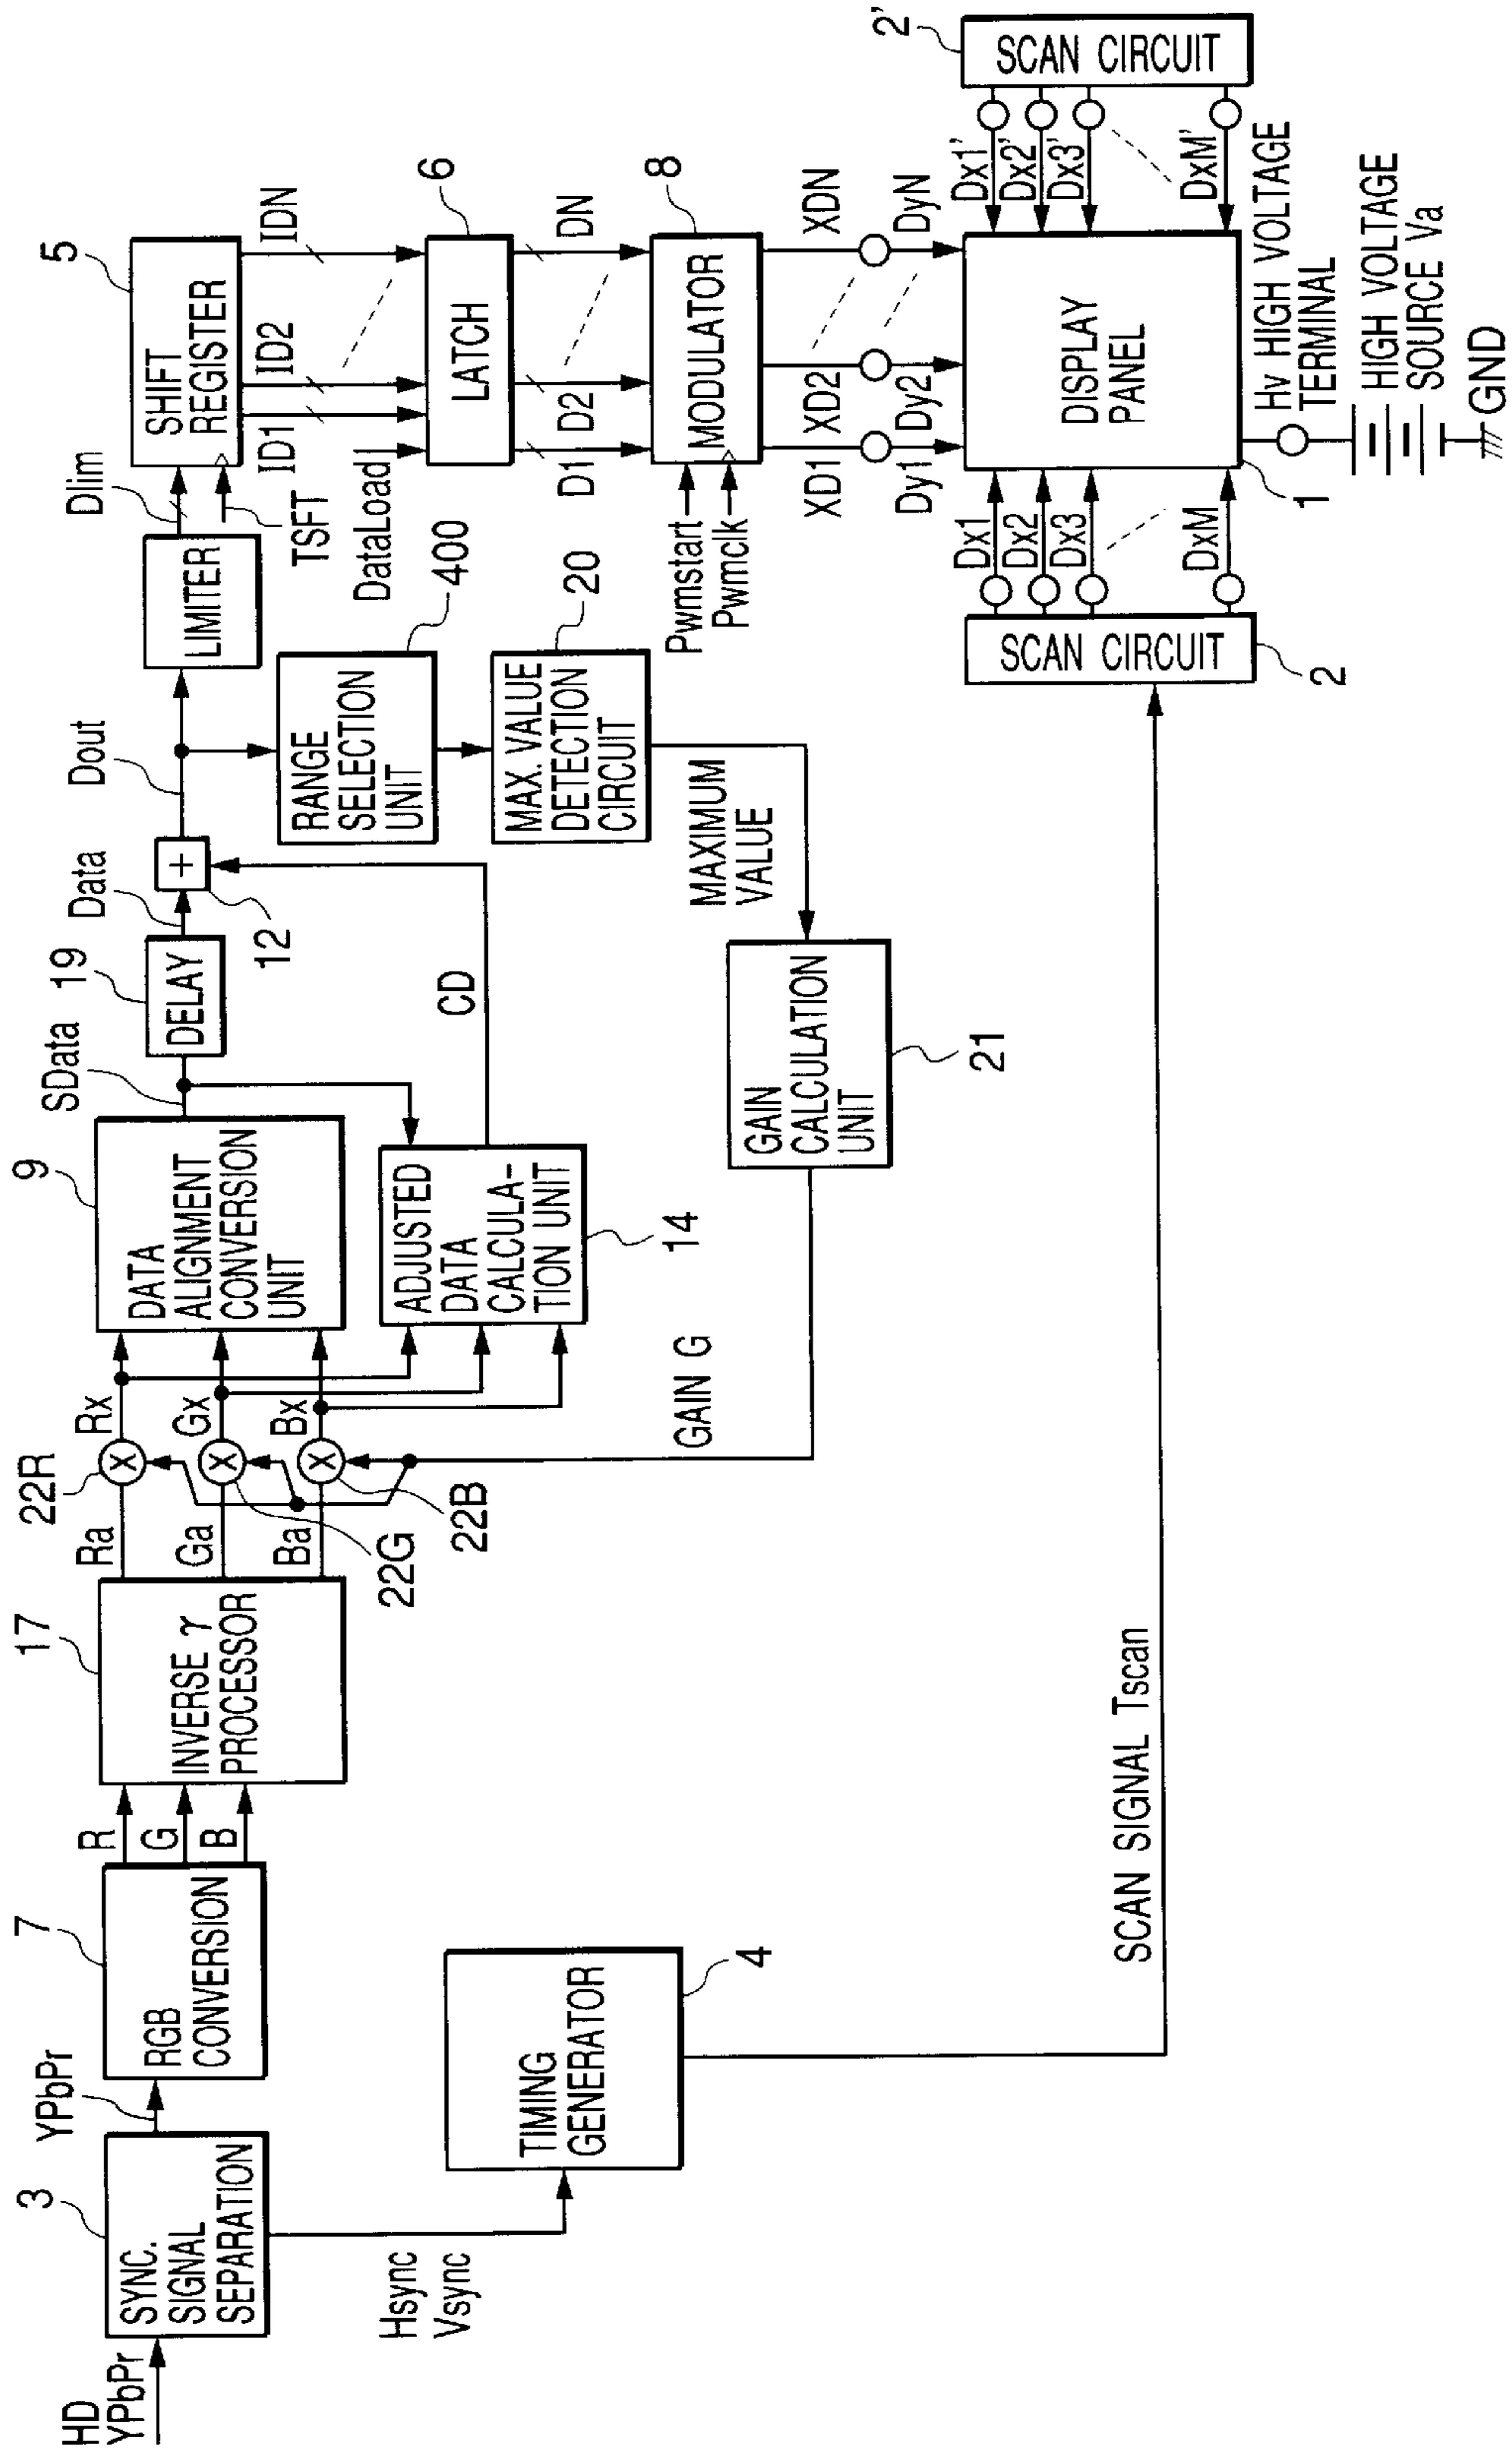 HD
YPbPr
SYNC.
SIGNAL
SEPARATION
3
YPbPr
Hsync
Vsync
RGB
CONVERSION
7
TIMING
GENERATOR
4
R
G
B
INVERSE γ
PROCESSOR
17
Ra
Ga
Ba
22R
22G
22B
X
X
X
Rx
Gx
Bx
DATA
ALIGNMENT
CONVERSION
UNIT
9
ADJUSTED
DATA
CALCULA-
TION UNIT
14
GAIN G
SData
DELAY
19
Data
+
12
CD
GAIN
CALCULATION
UNIT
21
MAXIMUM
VALUE
Dout
RANGE
SELECTION
UNIT
400
MAX. VALUE
DETECTION
CIRCUIT
20
LIMITER
Dlim
TSFT
SHIFT
REGISTER
5
ID1
ID2
IDN
DataLoad
LATCH
6
D1
D2
DN
Pwmstart
Pwmclk
MODULATOR
8
XD1
XD2
XDN
Dy1
Dy2
DyN
SCAN SIGNAL Tscan
SCAN CIRCUIT
2
Dx1
Dx2
Dx3
DxM
DISPLAY
PANEL
1
Dx1'
Dx2'
Dx3'
DxM'
SCAN CIRCUIT
2'
Hv HIGH VOLTAGE
TERMINAL
HIGH VOLTAGE
SOURCE Va
GND